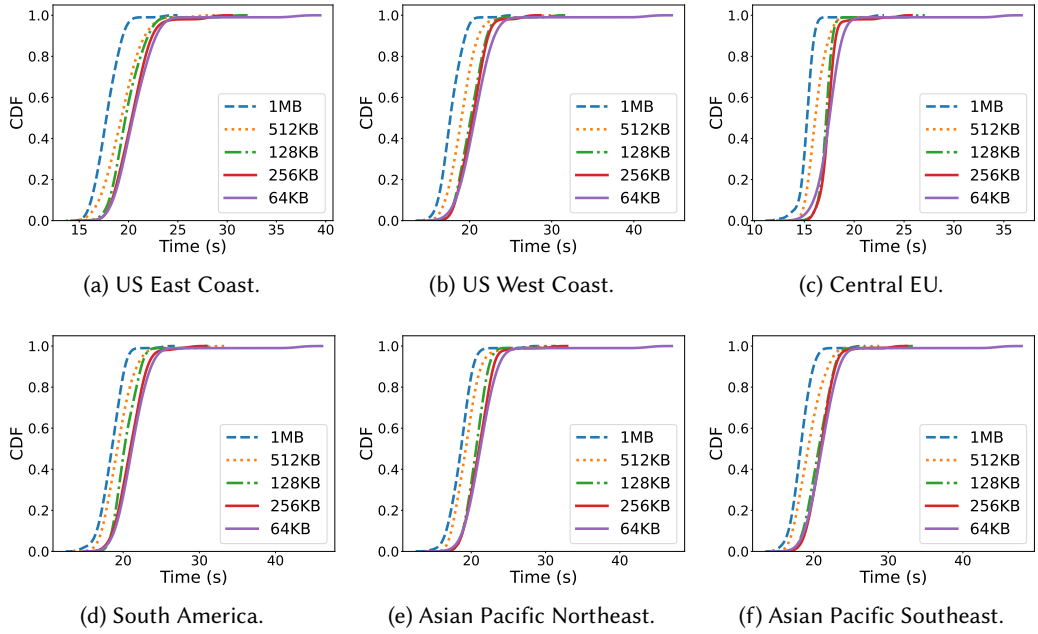 1.0
0.8
0.6
0.4
0.2
0.0
CDF
1MB
512KB
128KB
256KB
64KB
15 20 25 30 35 40
Time (s)
(a) US East Coast.
1.0
0.8
0.6
0.4
0.2
0.0
CDF
1MB
512KB
128KB
256KB
64KB
20 30 40
Time (s)
(b) US West Coast.
1.0
0.8
0.6
0.4
0.2
0.0
CDF
1MB
512KB
128KB
256KB
64KB
10 15 20 25 30 35
Time (s)
(c) Central EU.
1.0
0.8
0.6
0.4
0.2
0.0
CDF
1MB
512KB
128KB
256KB
64KB
20 30 40
Time (s)
(d) South America.
1.0
0.8
0.6
0.4
0.2
0.0
CDF
1MB
512KB
128KB
256KB
64KB
20 30 40
Time (s)
(e) Asian Pacific Northeast.
1.0
0.8
0.6
0.4
0.2
0.0
CDF
1MB
512KB
128KB
256KB
64KB
20 30 40
Time (s)
(f) Asian Pacific Southeast.